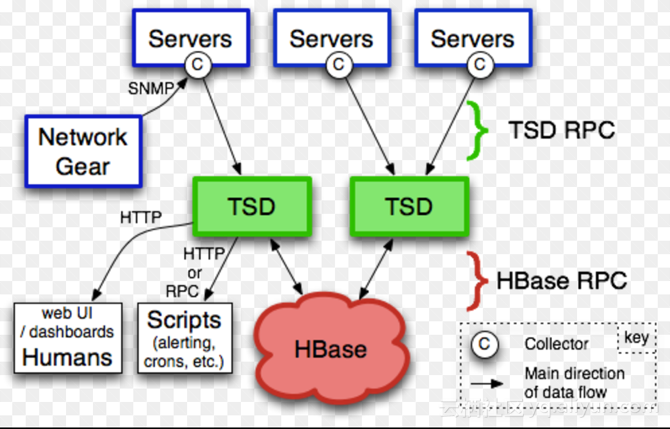 Servers
Servers
Servers
C
C
C
SNMP
Network
Gear
TSD RPC
TSD
TSD
HTTP
HTTP
or
RPC
HBase RPC
web UI
/ dashboards
Humans
Scripts
(alerting,
crons, etc.)
HBase
key
C
Collector
Main direction
of data flow